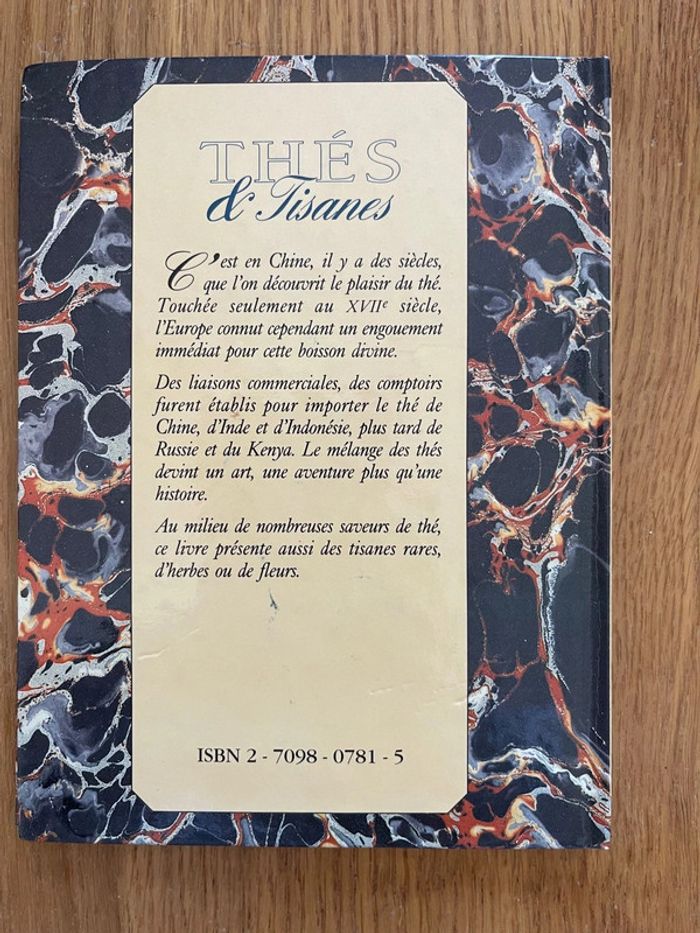 THÉS
& Tisanes
C'est en Chine, il y a des siècles,
que l'on découvrit le plaisir du thé.
Touchée seulement au XVIIe siècle,
l'Europe connut cependant un engouement
immédiat pour cette boisson divine.
Des liaisons commerciales, des comptoirs
furent établis pour importer le thé de
Chine, d'Inde et d'Indonésie, plus tard de
Russie et du Kenya. Le mélange des thés
devint un art, une aventure plus qu'une
histoire.
Au milieu de nombreuses saveurs de thé,
ce livre présente aussi des tisanes rares,
d'herbes ou de fleurs.
ISBN 2 - 7098 - 0781 - 5